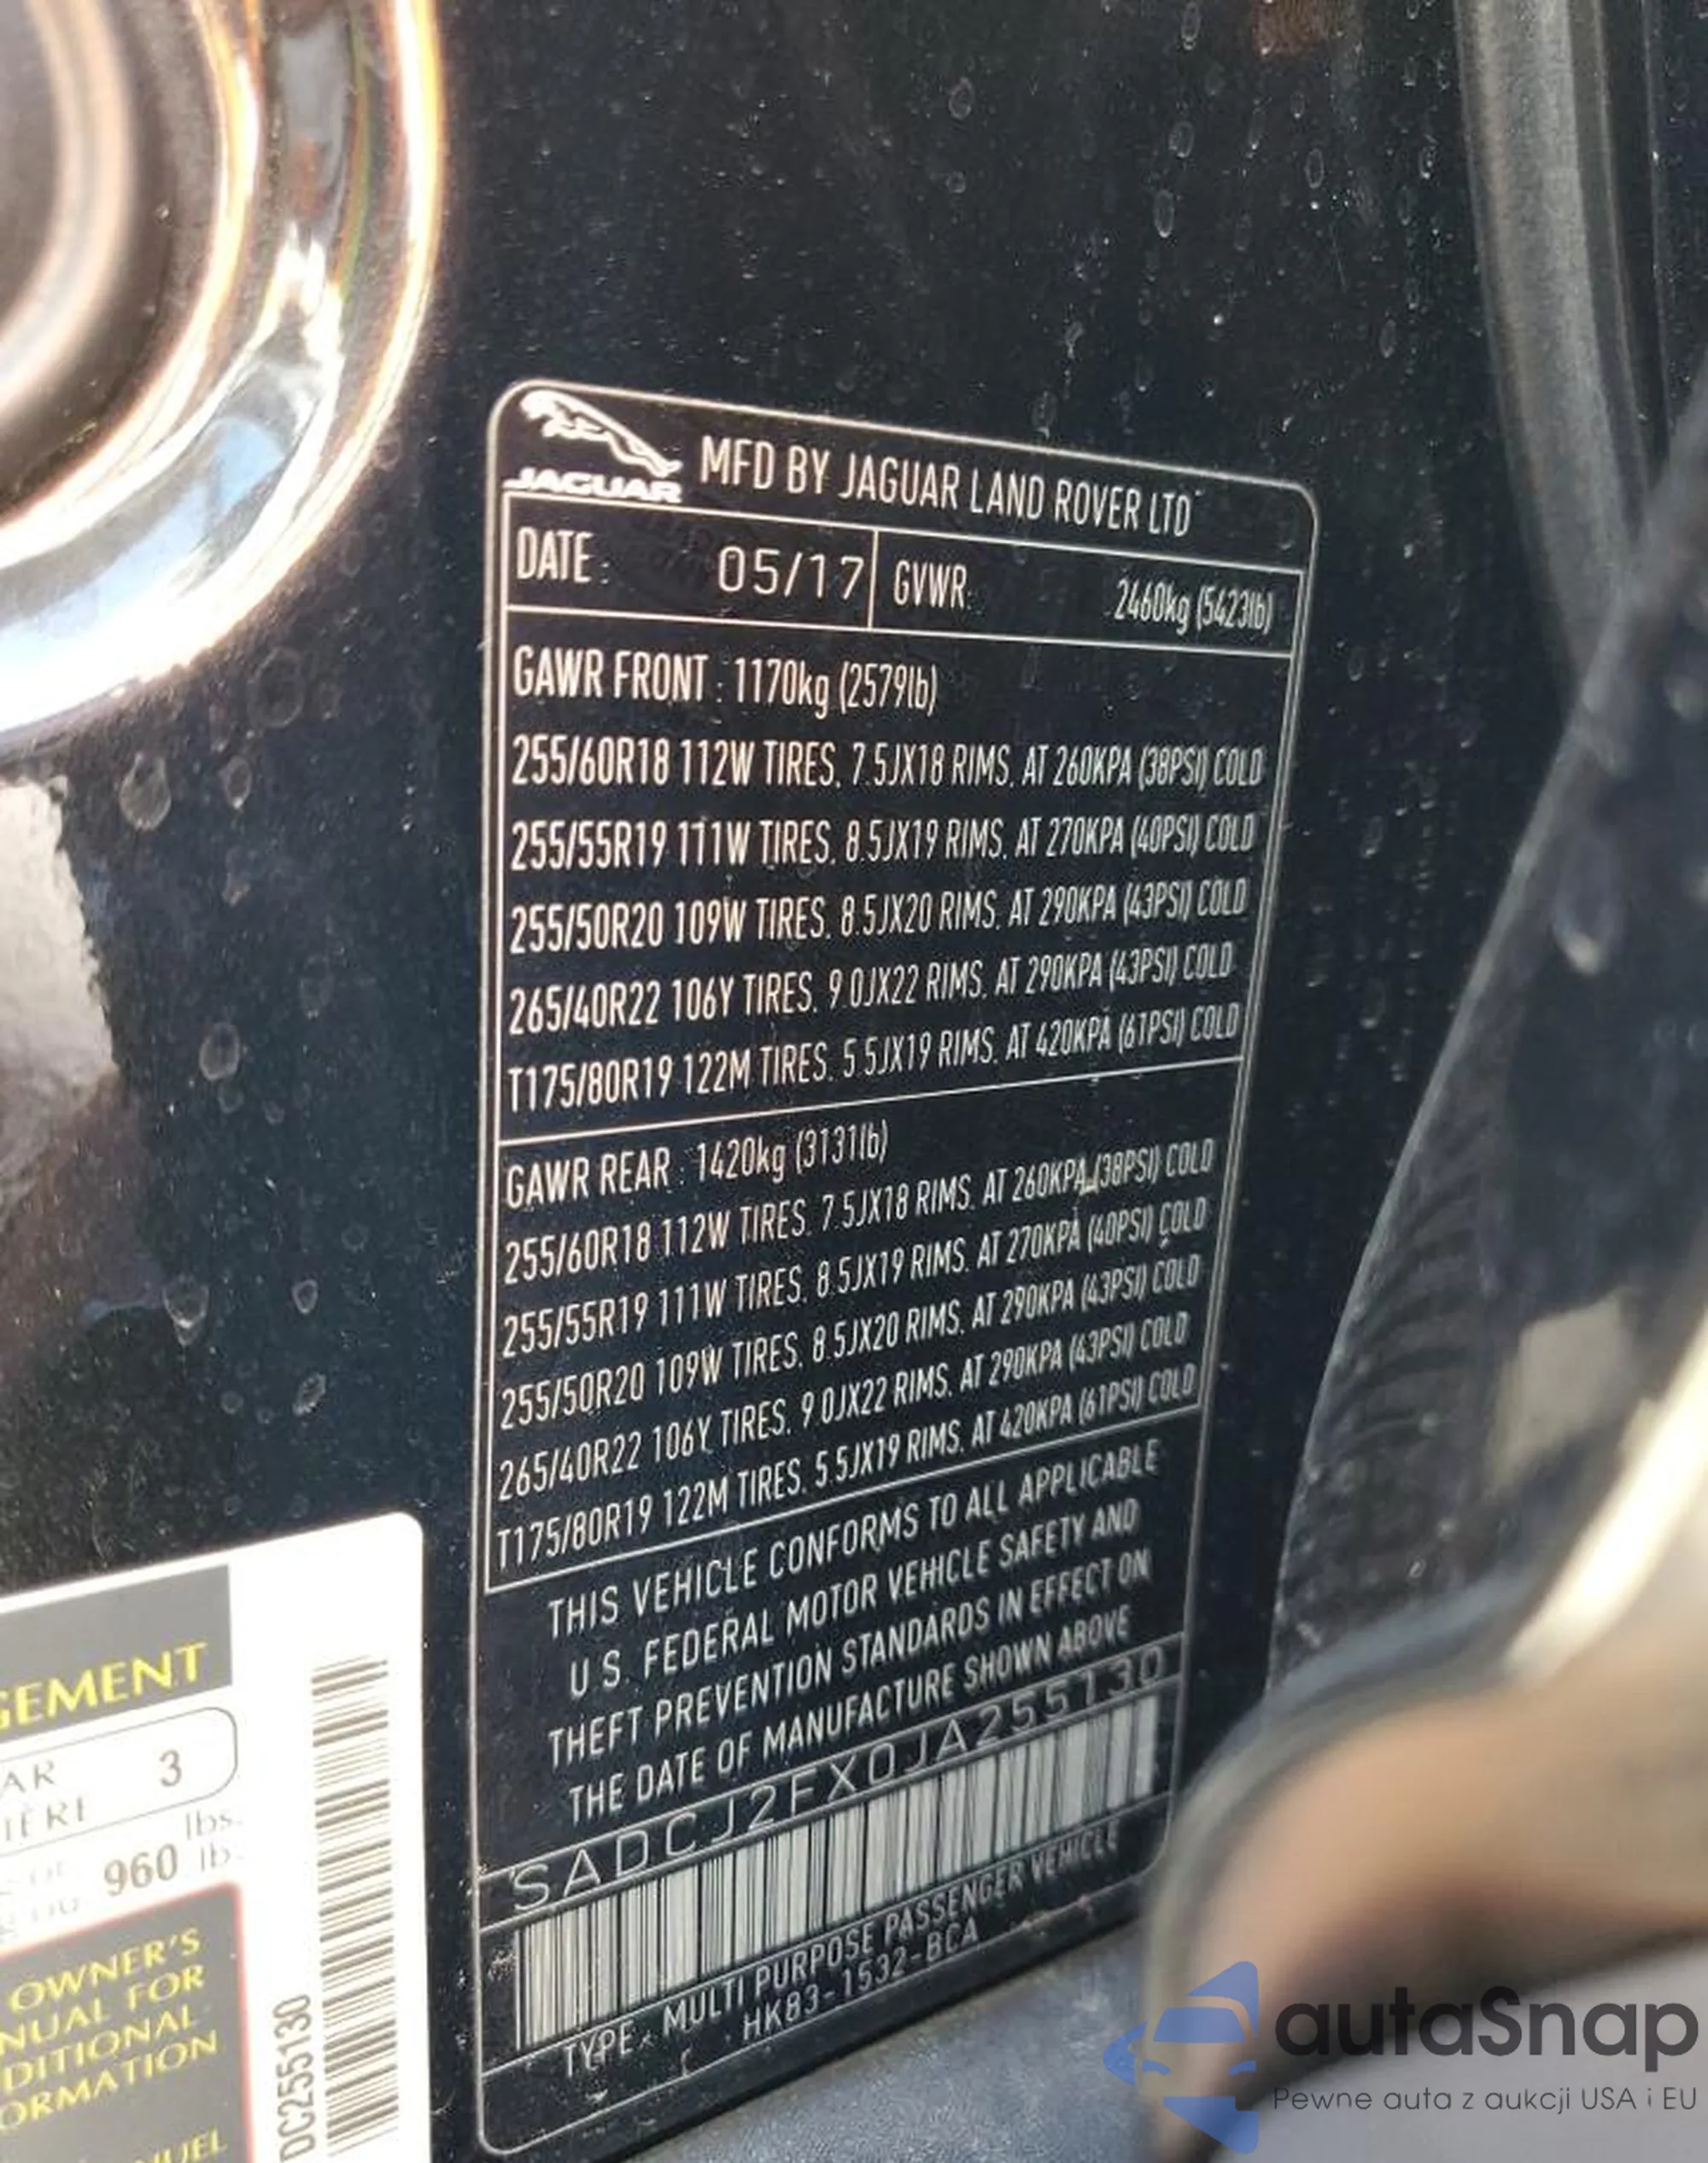 JAGUAR
MFD BY JAGUAR LAND ROVER LTD
DATE : 05/17 GVWR: 2460kg (5423lb)
GAWR FRONT : 1170kg (2579lb)
255/60R18 112W TIRES. 7.5JX18 RIMS. AT 260KPA (38PSI) COLD
255/55R19 111W TIRES. 8.5JX19 RIMS. AT 270KPA (40PSI) COLD
255/50R20 109W TIRES. 8.5JX20 RIMS. AT 290KPA (43PSI) COLD
265/40R22 106Y TIRES. 9.0JX22 RIMS. AT 290KPA (43PSI) COLD
T175/80R19 122M TIRES. 5.5JX19 RIMS. AT 420KPA (61PSI) COLD
GAWR REAR : 1420kg (3131lb)
255/60R18 112W TIRES. 7.5JX18 RIMS. AT 260KPA (38PSI) COLD
255/55R19 111W TIRES. 8.5JX19 RIMS. AT 270KPA (40PSI) COLD
255/50R20 109W TIRES. 8.5JX20 RIMS. AT 290KPA (43PSI) COLD
265/40R22 106Y TIRES. 9.0JX22 RIMS. AT 290KPA (43PSI) COLD
T175/80R19 122M TIRES. 5.5JX19 RIMS. AT 420KPA (61PSI) COLD
THIS VEHICLE CONFORMS TO ALL APPLICABLE
U.S. FEDERAL MOTOR VEHICLE SAFETY AND
THEFT PREVENTION STANDARDS IN EFFECT ON
THE DATE OF MANUFACTURE SHOWN ABOVE
SADCJ2FX0JA255130
TYPE: MULTI PURPOSE PASSENGER VEHICLE
HK83-1532-BCA
GEMENT
AR 3
IÈRE
lbs.
960 lb.
OWNER'S
NUAL FOR
DITIONAL
ORMATION
NUEL
DC255130
autaSnap
Pewne auta z aukcji USA i EU